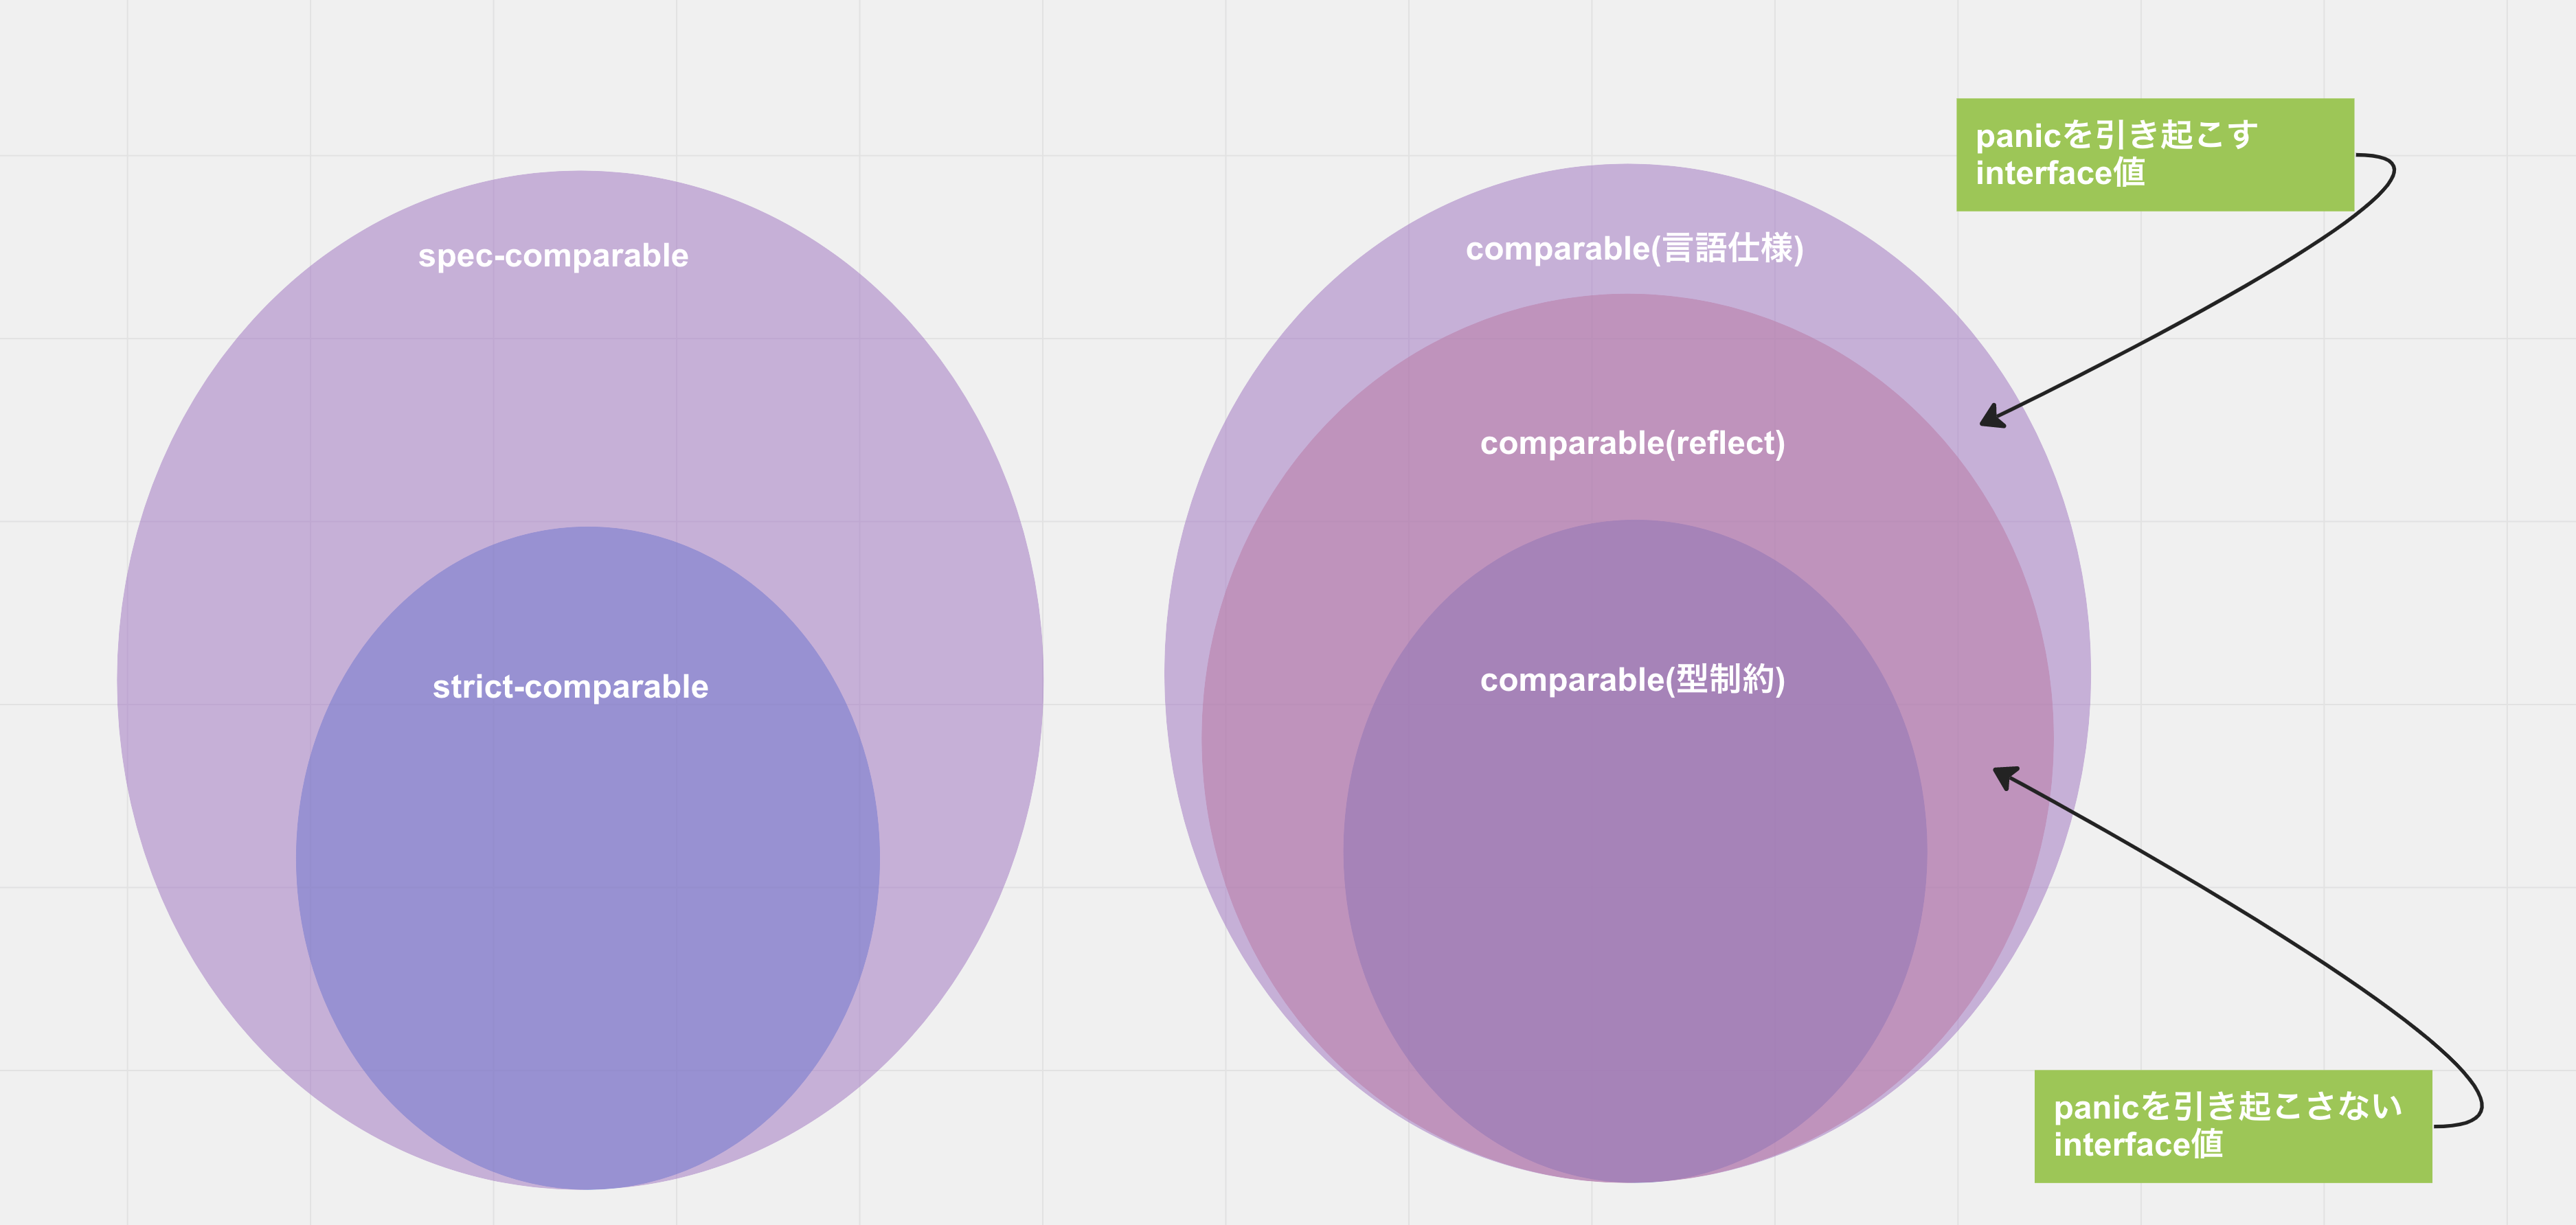 spec-comparable
strict-comparable
comparable(言語仕様)
comparable(reflect)
comparable(型制約)
panicを引き起こす
interface値
panicを引き起こさない
interface値